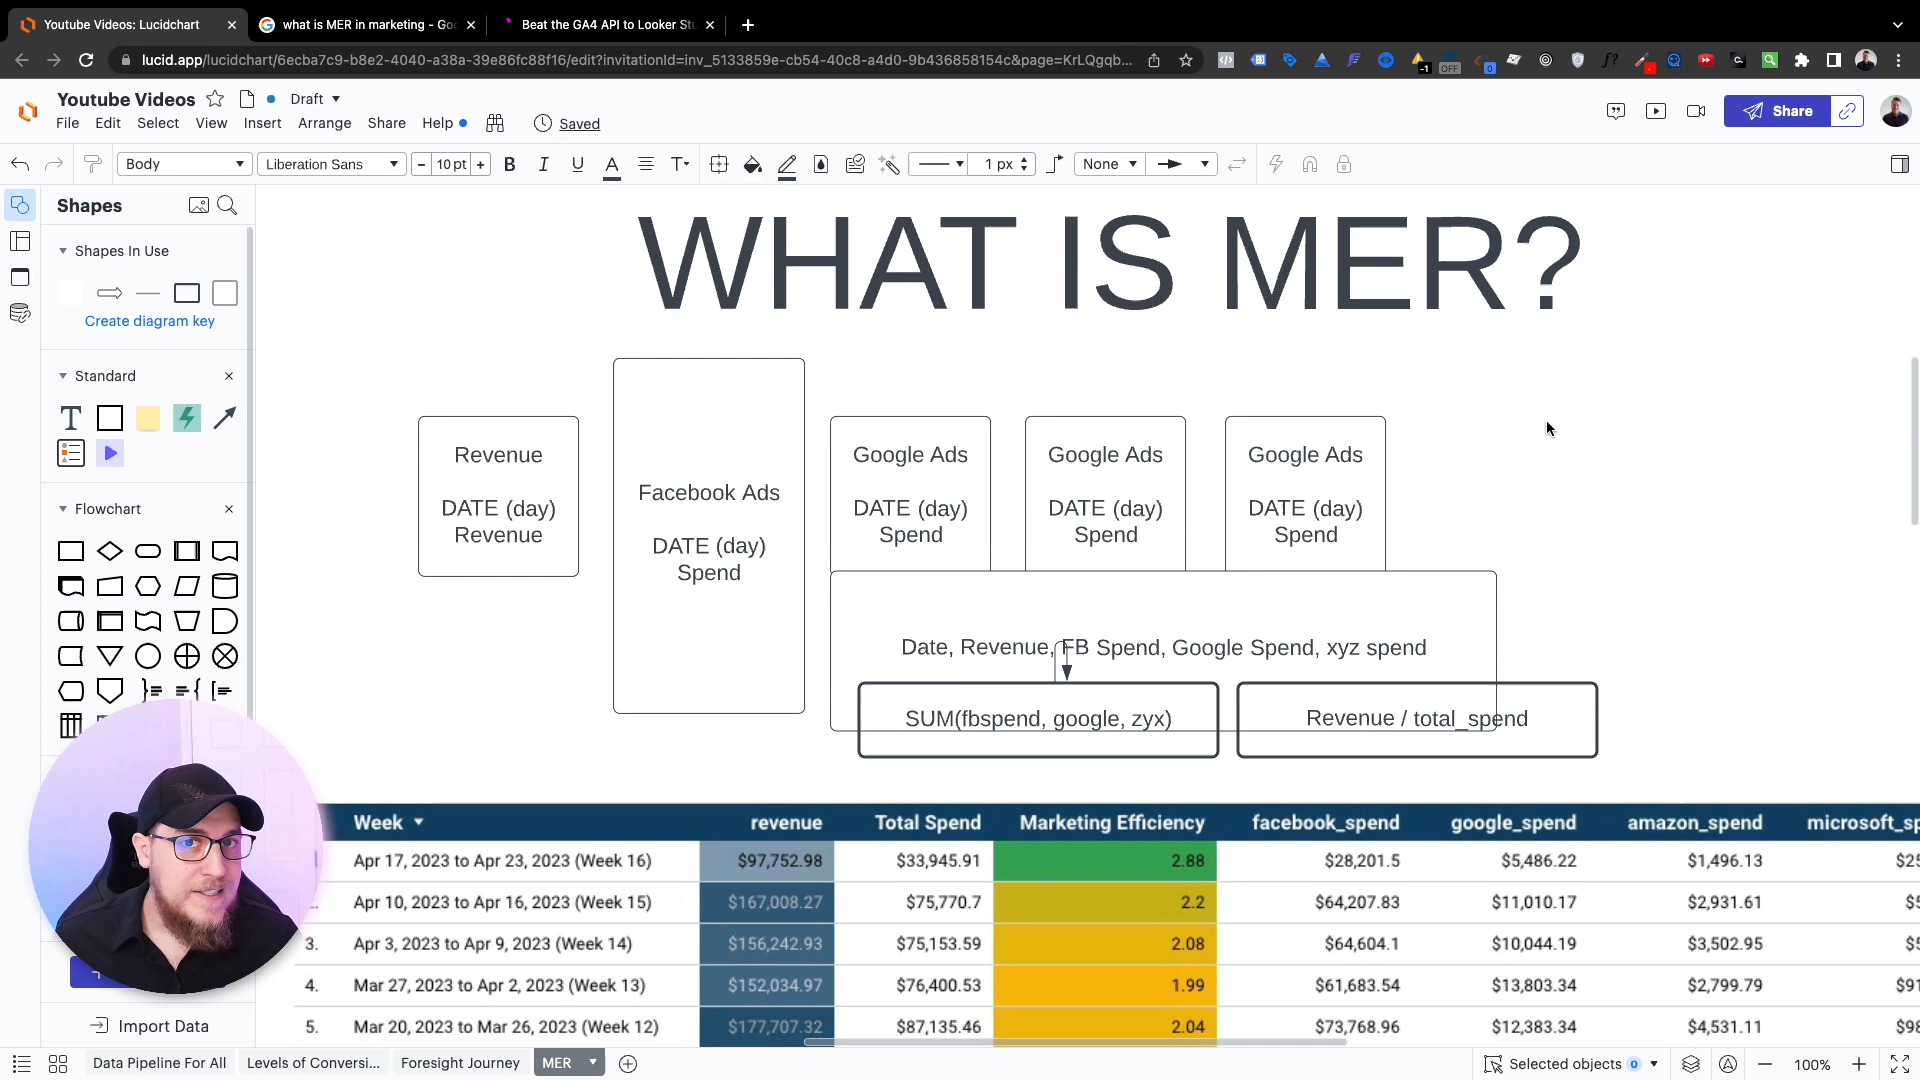 Youtube Videos: Lucidchart
what is MER in marketing - Goo
Beat the GA4 API to Looker Stu
lucid.app/lucidchart/6ecba7c9-b8e2-4040-a38a-39e86fc88f16/edit?invitationId=inv_5133859e-cb54-40c8-a4d0-9b436858154c&page=KrLQgqb...
Youtube Videos
Draft
File Edit Select View Insert Arrange Share Help
Saved
Share
Body
Liberation Sans
- 10 pt +
B I U A
1 px
None
Shapes
Shapes In Use
Create diagram key
Standard
Flowchart
Import Data
WHAT IS MER?
Revenue
DATE (day)
Revenue
Facebook Ads
DATE (day)
Spend
Google Ads
DATE (day)
Spend
Google Ads
DATE (day)
Spend
Google Ads
DATE (day)
Spend
Date, Revenue, FB Spend, Google Spend, xyz spend
SUM(fbspend, google, zyx)
Revenue / total_spend
Week revenue Total Spend Marketing Efficiency facebook_spend google_spend amazon_spend microsoft_sp
Apr 17, 2023 to Apr 23, 2023 (Week 16) $97,752.98 $33,945.91 2.88 $28,201.5 $5,486.22 $1,496.13 $25
Apr 10, 2023 to Apr 16, 2023 (Week 15) $167,008.27 $75,770.7 2.2 $64,207.83 $11,010.17 $2,931.61 $5
3. Apr 3, 2023 to Apr 9, 2023 (Week 14) $156,242.93 $75,153.59 2.08 $64,604.1 $10,044.19 $3,502.95 $5
4. Mar 27, 2023 to Apr 2, 2023 (Week 13) $152,034.97 $76,400.53 1.99 $61,683.54 $13,803.34 $2,799.79 $91
5. Mar 20, 2023 to Mar 26, 2023 (Week 12) $177,707.32 $87,135.46 2.04 $73,768.96 $12,383.34 $4,531.11 $98
Data Pipeline For All
Levels of Conversi...
Foresight Journey
MER
Selected objects 0
100%